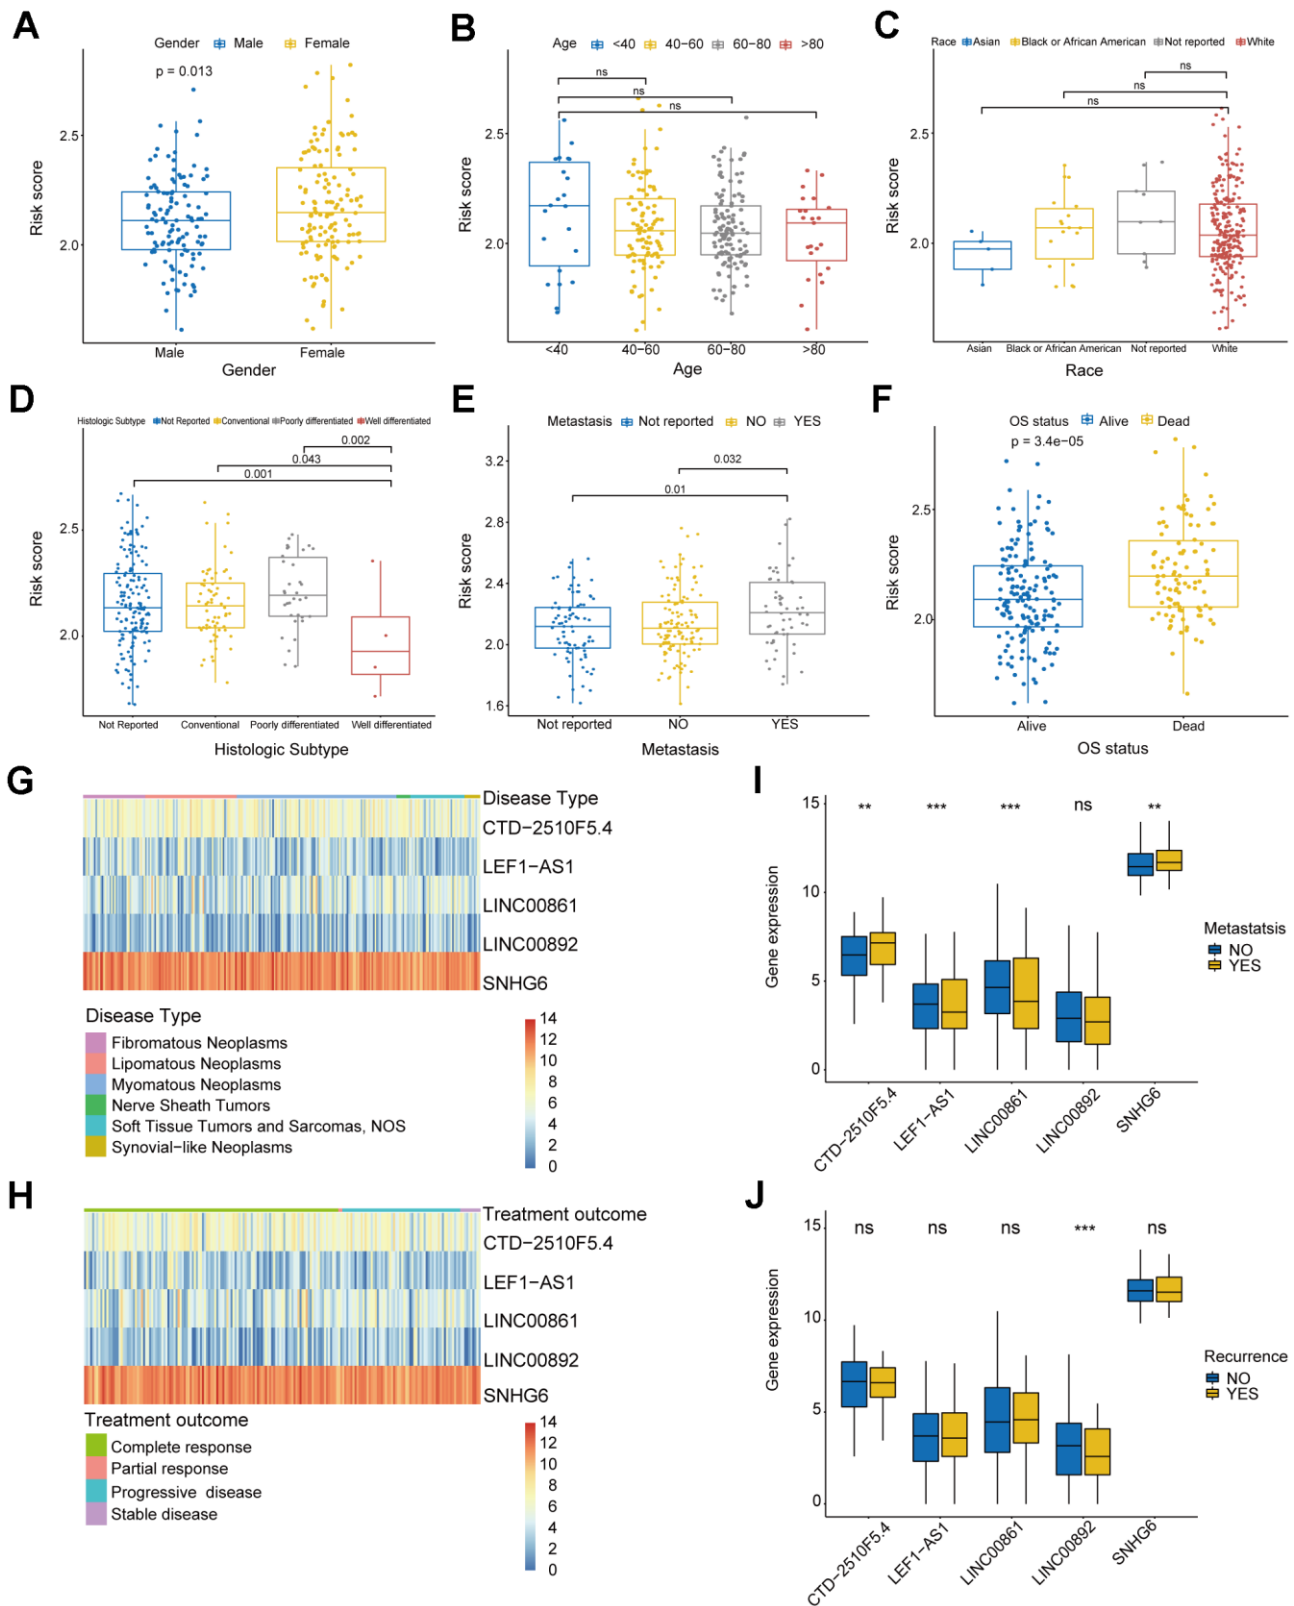 A
Gender Male Female
p = 0.013
Risk score
2.5
2.0
Male Female
Gender
B
Age <40 40−60 60−80 >80
ns
ns
ns
Risk score
2.5
2.0
<40 40−60 60−80 >80
Age
C
Race Asian Black or African American Not reported White
ns
ns
ns
Risk score
2.5
2.0
Asian Black or African American Not reported White
Race
D
Histologic Subtype Not Reported Conventional Poorly differentiated Well differentiated
0.002
0.043
0.001
Risk score
2.5
2.0
Not Reported Conventional Poorly differentiated Well differentiated
Histologic Subtype
E
Metastasis Not reported NO YES
0.032
0.01
Risk score
3.2
2.8
2.4
2.0
1.6
Not reported NO YES
Metastasis
F
OS status Alive Dead
p = 3.4e−05
Risk score
2.5
2.0
Alive Dead
OS status
G
Disease Type
CTD−2510F5.4
LEF1−AS1
LINC00861
LINC00892
SNHG6
Disease Type
Fibromatous Neoplasms
Lipomatous Neoplasms
Myomatous Neoplasms
Nerve Sheath Tumors
Soft Tissue Tumors and Sarcomas, NOS
Synovial−like Neoplasms
14
12
10
8
6
4
2
0
H
Treatment outcome
CTD−2510F5.4
LEF1−AS1
LINC00861
LINC00892
SNHG6
Treatment outcome
Complete response
Partial response
Progressive disease
Stable disease
14
12
10
8
6
4
2
0
I
** *** *** ns **
Gene expression
15
10
5
0
CTD−2510F5.4 LEF1−AS1 LINC00861 LINC00892 SNHG6
Metastatsis
NO
YES
J
ns ns ns *** ns
Gene expression
15
10
5
0
CTD−2510F5.4 LEF1−AS1 LINC00861 LINC00892 SNHG6
Recurrence
NO
YES